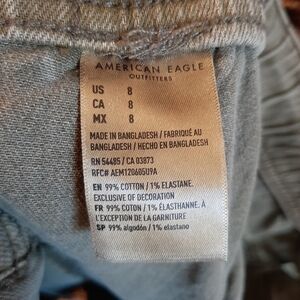 AMERICAN EAGLE
OUTFITTERS
US 8
CA 8
MX 8
MADE IN BANGLADESH / FABRIQUÉ AU
BANGLADESH / HECHO EN BANGLADESH
RN 54485 / CA 03873
RFC# AEM120605U9A
EN 99% COTTON / 1% ELASTANE.
EXCLUSIVE OF DECORATION
FR 99% COTON / 1% ÉLASTHANNE. À
L'EXCEPTION DE LA GARNITURE
SP 99% algodón / 1% elastano